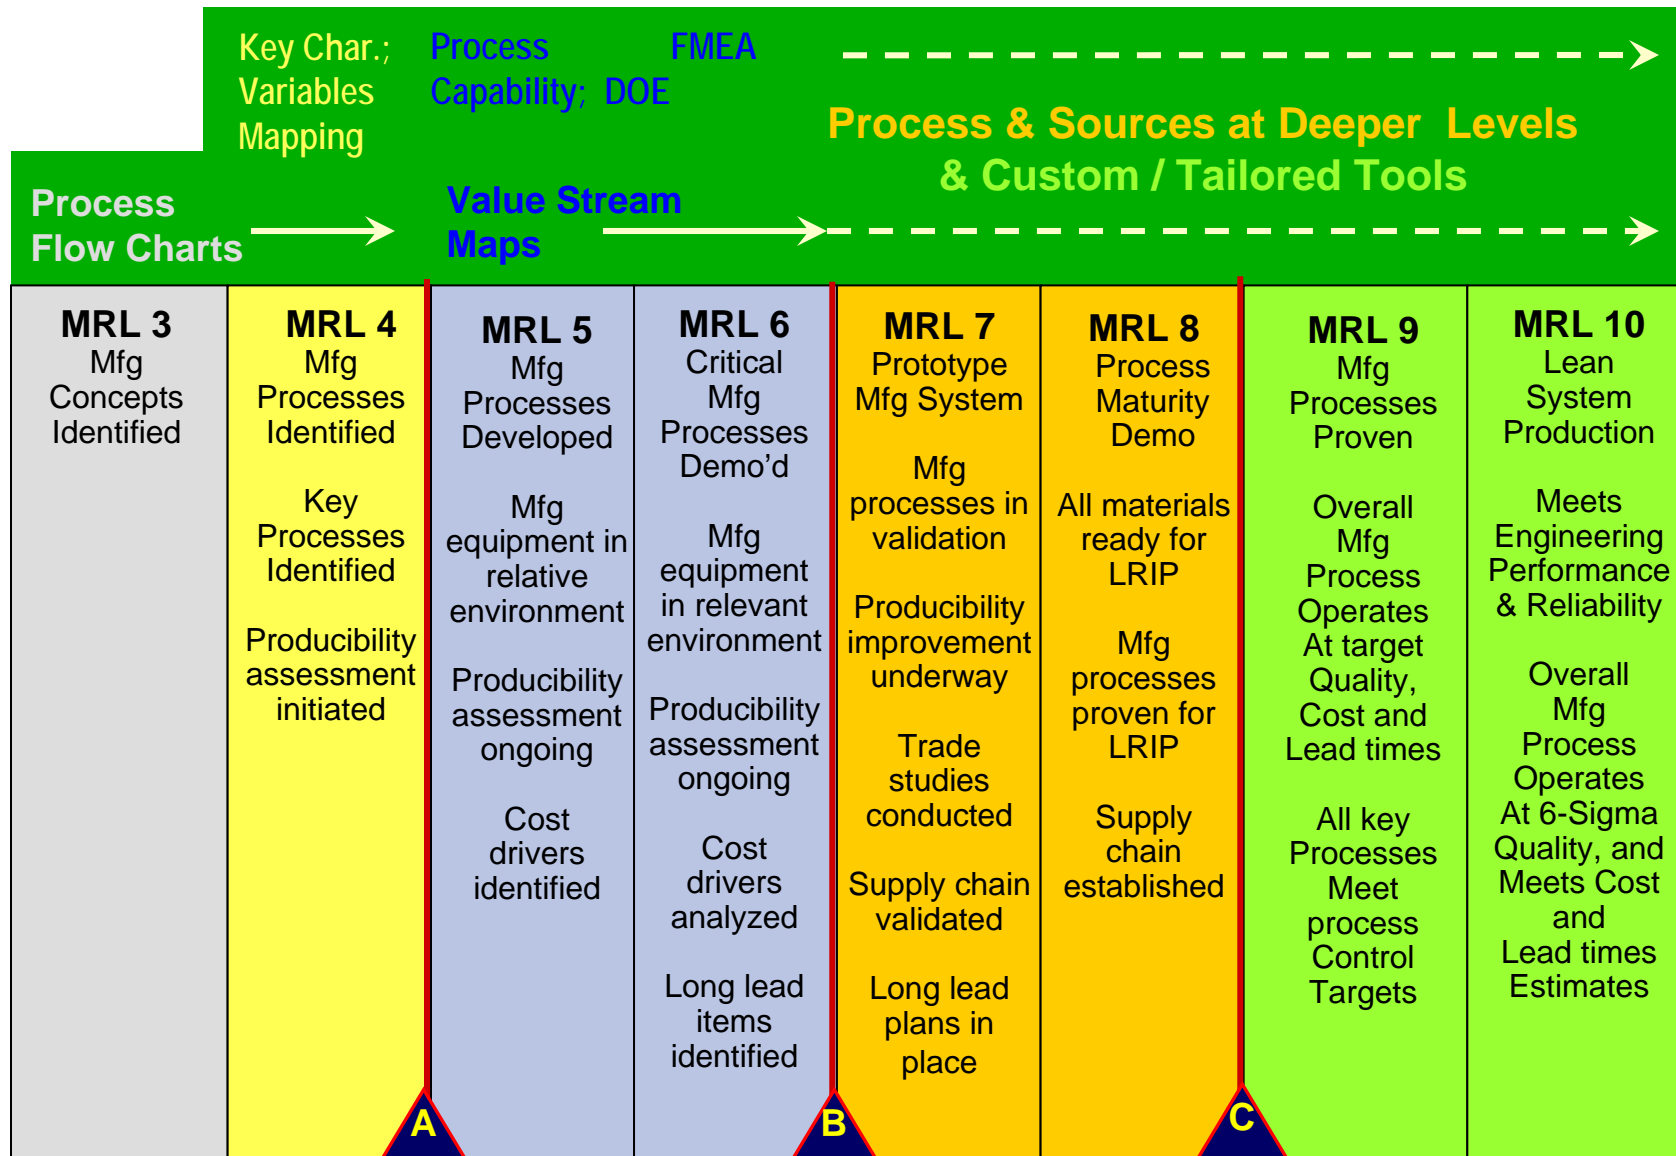 Key Char.;
Variables
Mapping
Process FMEA
Capability; DOE
Process & Sources at Deeper Levels
& Custom / Tailored Tools
Process
Flow Charts
Value Stream
Maps
MRL 3
Mfg
Concepts
Identified
MRL 4
Mfg
Processes
Identified
Key
Processes
Identified
Producibility
assessment
initiated
MRL 5
Mfg
Processes
Developed
Mfg
equipment in
relative
environment
Producibility
assessment
ongoing
Cost
drivers
identified
MRL 6
Critical
Mfg
Processes
Demo’d
Mfg
equipment
in relevant
environment
Producibility
assessment
ongoing
Cost
drivers
analyzed
Long lead
items
identified
MRL 7
Prototype
Mfg System
Mfg
processes in
validation
Producibility
improvement
underway
Trade
studies
conducted
Supply chain
validated
Long lead
plans in
place
MRL 8
Process
Maturity
Demo
All materials
ready for
LRIP
Mfg
processes
proven for
LRIP
Supply
chain
established
MRL 9
Mfg
Processes
Proven
Overall
Mfg
Process
Operates
At target
Quality,
Cost and
Lead times
All key
Processes
Meet
process
Control
Targets
MRL 10
Lean
System
Production
Meets
Engineering
Performance
& Reliability
Overall
Mfg
Process
Operates
At 6-Sigma
Quality, and
Meets Cost
and
Lead times
Estimates
A
B
C